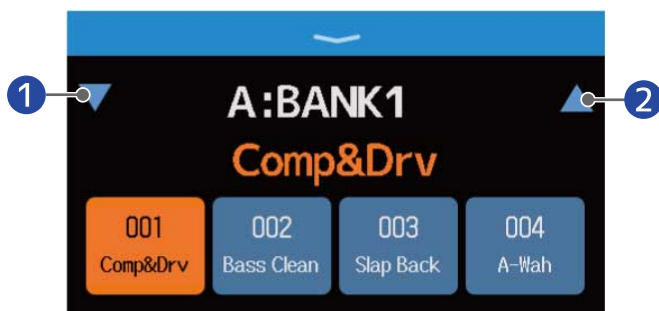 1
2
A:BANK1
Comp&Drv
001
Comp&Drv
002
Bass Clean
003
Slap Back
004
A-Wah